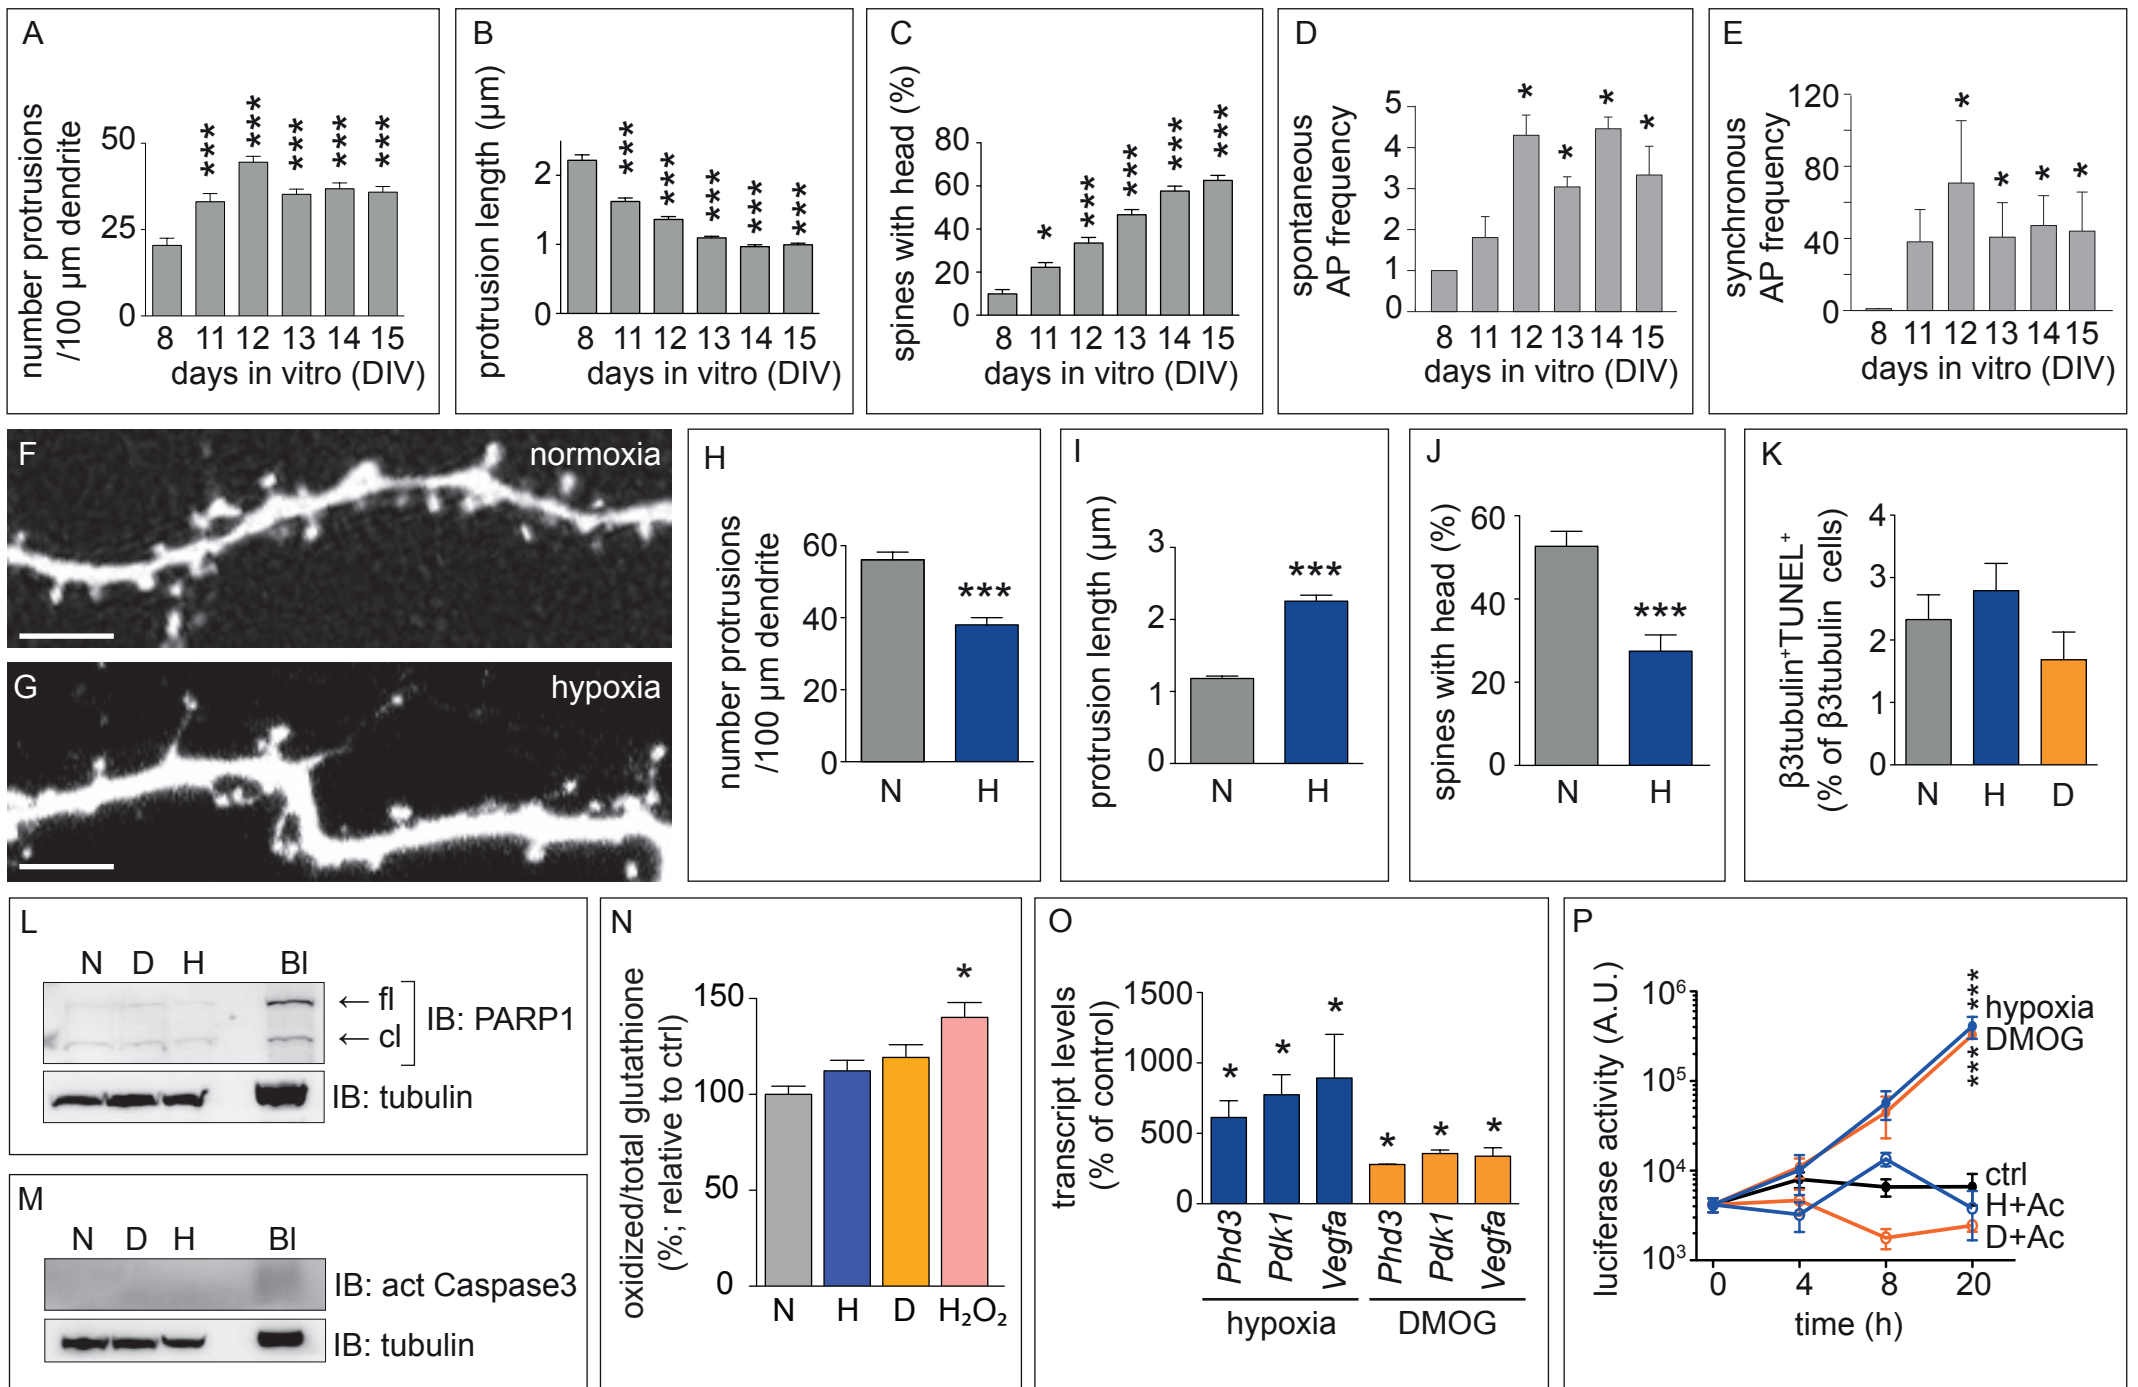 A
number protrusions
/100 µm dendrite
50
25
0
***
***
***
***
***
8 11 12 13 14 15
days in vitro (DIV)
B
protrusion length (µm)
2
1
0
***
***
***
***
***
8 11 12 13 14 15
days in vitro (DIV)
C
spines with head (%)
80
60
40
20
0
*
***
***
***
***
8 11 12 13 14 15
days in vitro (DIV)
D
spontaneous
AP frequency
5
4
3
2
1
0
* * * *
8 11 12 13 14 15
days in vitro (DIV)
E
synchronous
AP frequency
120
80
40
0
* * * *
8 11 12 13 14 15
days in vitro (DIV)
F
normoxia
G
hypoxia
H
number protrusions
/100 µm dendrite
60
40
20
0
***
N H
I
protrusion length (µm)
3
2
1
0
***
N H
J
spines with head (%)
60
40
20
0
***
N H
K
β3tubulin⁺TUNEL⁺
(% of β3tubulin cells)
4
3
2
1
0
N H D
L
N D H Bl
← fl
← cl
IB: PARP1
IB: tubulin
M
N D H Bl
IB: act Caspase3
IB: tubulin
N
oxidized/total glutathione
(%; relative to ctrl)
150
100
50
0
*
N H D H₂O₂
O
transcript levels
(% of control)
1500
1000
500
0
* * * * * *
Phd3 Pdk1 Vegfa Phd3 Pdk1 Vegfa
hypoxia DMOG
P
luciferase activity (A.U.)
10⁶
10⁵
10⁴
10³
****
hypoxia
DMOG
***
ctrl
H+Ac
D+Ac
0 4 8 20
time (h)